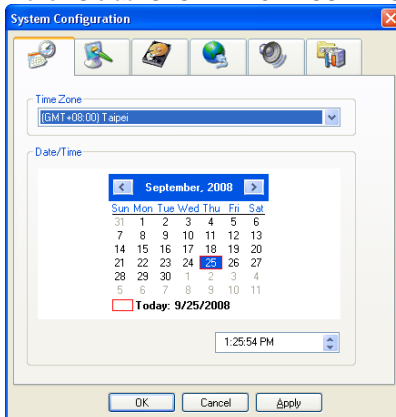 System Configuration
Time Zone
(GMT+08:00) Taipei
Date/Time
September, 2008
Sun Mon Tue Wed Thu Fri Sat
31 1 2 3 4 5 6
7 8 9 10 11 12 13
14 15 16 17 18 19 20
21 22 23 24 25 26 27
28 29 30 1 2 3 4
5 6 7 8 9 10 11
Today: 9/25/2008
1:25:54 PM
OK Cancel Apply